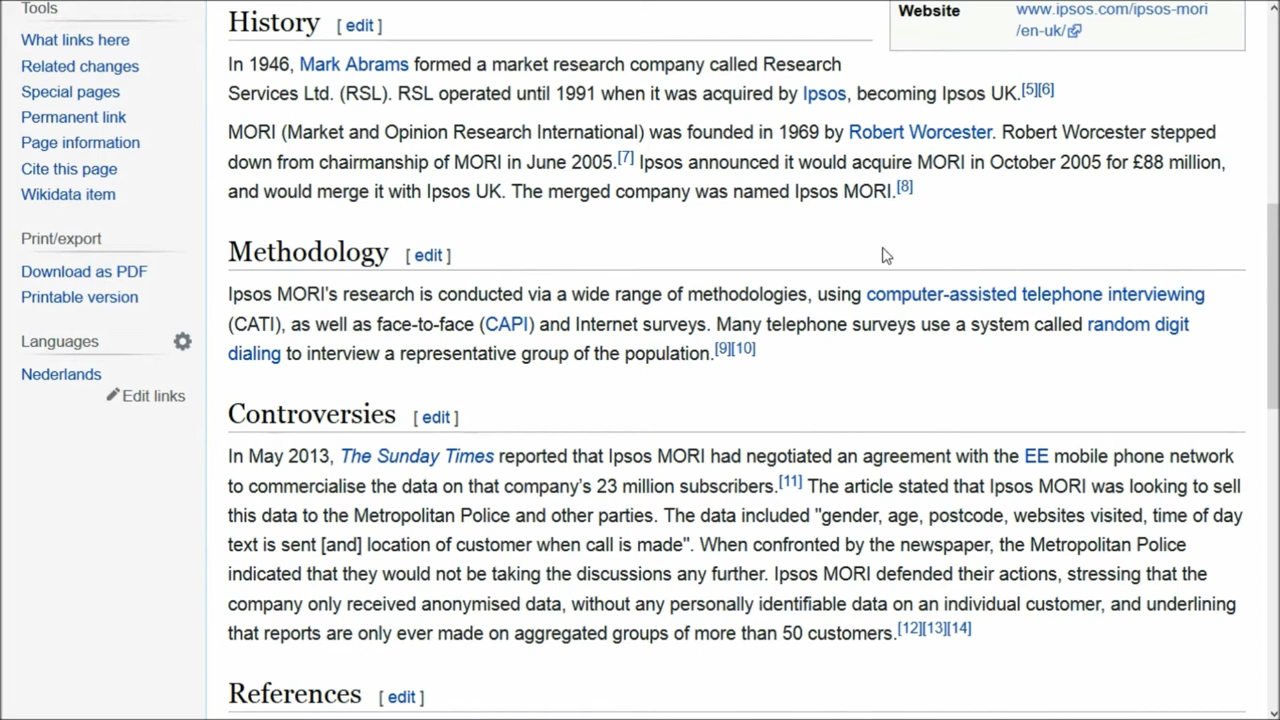 Tools
What links here
Related changes
Special pages
Permanent link
Page information
Cite this page
Wikidata item
Print/export
Download as PDF
Printable version
Languages
Nederlands
Edit links
Website
www.ipsos.com/ipsos-mori
/en-uk/
History [ edit ]
In 1946, Mark Abrams formed a market research company called Research
Services Ltd. (RSL). RSL operated until 1991 when it was acquired by Ipsos, becoming Ipsos UK.[5][6]
MORI (Market and Opinion Research International) was founded in 1969 by Robert Worcester. Robert Worcester stepped
down from chairmanship of MORI in June 2005.[7] Ipsos announced it would acquire MORI in October 2005 for £88 million,
and would merge it with Ipsos UK. The merged company was named Ipsos MORI.[8]
Methodology [ edit ]
Ipsos MORI's research is conducted via a wide range of methodologies, using computer-assisted telephone interviewing
(CATI), as well as face-to-face (CAPI) and Internet surveys. Many telephone surveys use a system called random digit
dialing to interview a representative group of the population.[9][10]
Controversies [ edit ]
In May 2013, The Sunday Times reported that Ipsos MORI had negotiated an agreement with the EE mobile phone network
to commercialise the data on that company's 23 million subscribers.[11] The article stated that Ipsos MORI was looking to sell
this data to the Metropolitan Police and other parties. The data included "gender, age, postcode, websites visited, time of day
text is sent [and] location of customer when call is made". When confronted by the newspaper, the Metropolitan Police
indicated that they would not be taking the discussions any further. Ipsos MORI defended their actions, stressing that the
company only received anonymised data, without any personally identifiable data on an individual customer, and underlining
that reports are only ever made on aggregated groups of more than 50 customers.[12][13][14]
References [ edit ]